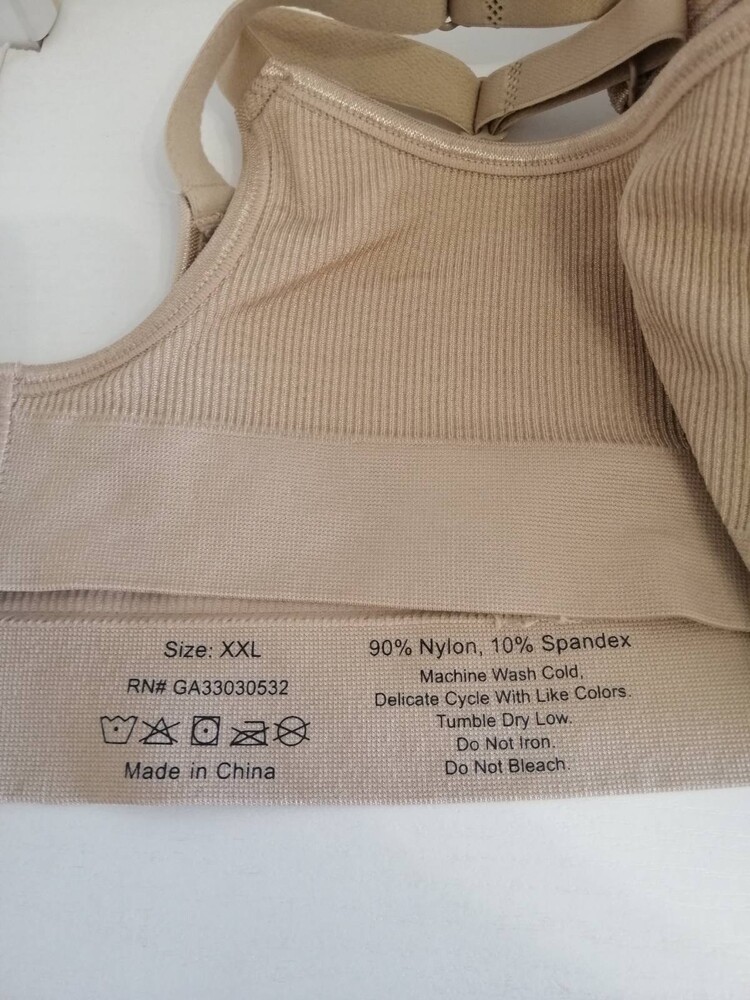 Size: XXL
RN# GA33030532
Made in China
90% Nylon, 10% Spandex
Machine Wash Cold,
Delicate Cycle With Like Colors.
Tumble Dry Low.
Do Not Iron.
Do Not Bleach.